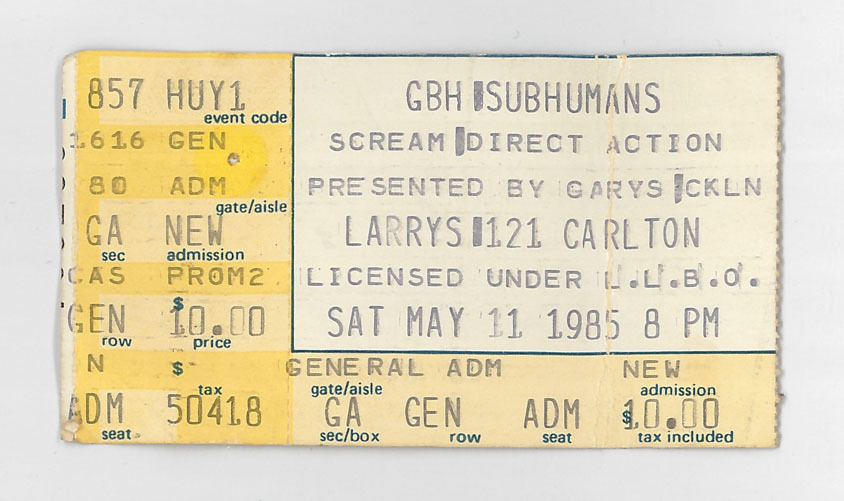 857 HUY1
event code
1616 GEN
80 ADM
gate/aisle
GA NEW
sec admission
CAS PROM2
$
GEN 10.00
row price
N $
tax
ADM 50418
seat
GBH SUBHUMANS
SCREAM DIRECT ACTION
PRESENTED BY GARYS CKLN
LARRYS 121 CARLTON
LICENSED UNDER L.L.B.O.
SAT MAY 11 1985 8 PM
GENERAL ADM NEW
gate/aisle admission
GA GEN ADM $10.00
sec/box row seat tax included